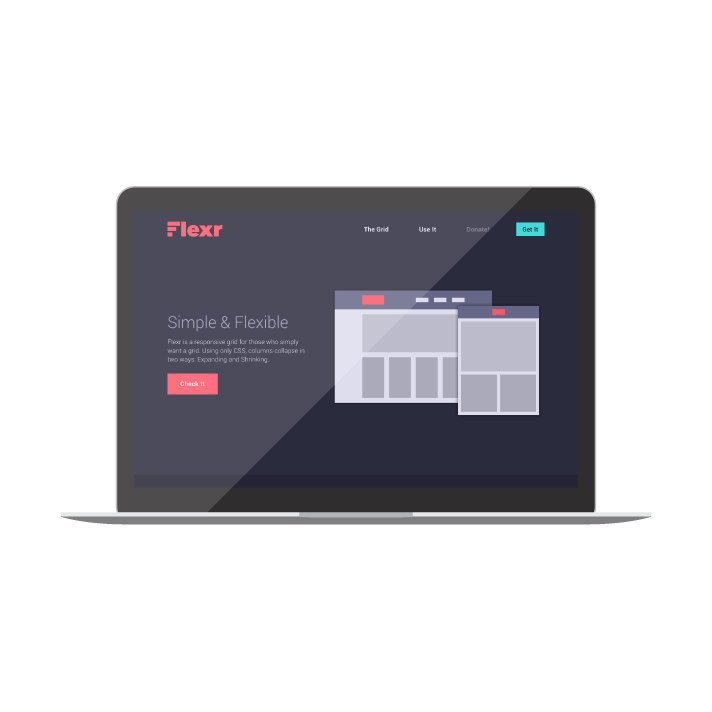 Flexr
The Grid
Use It
Donate!
Get It
Simple & Flexible
Flexr is a responsive grid for those who simply
want a grid. Using only CSS, columns collapse in
two ways: Expanding and Shrinking.
Check It